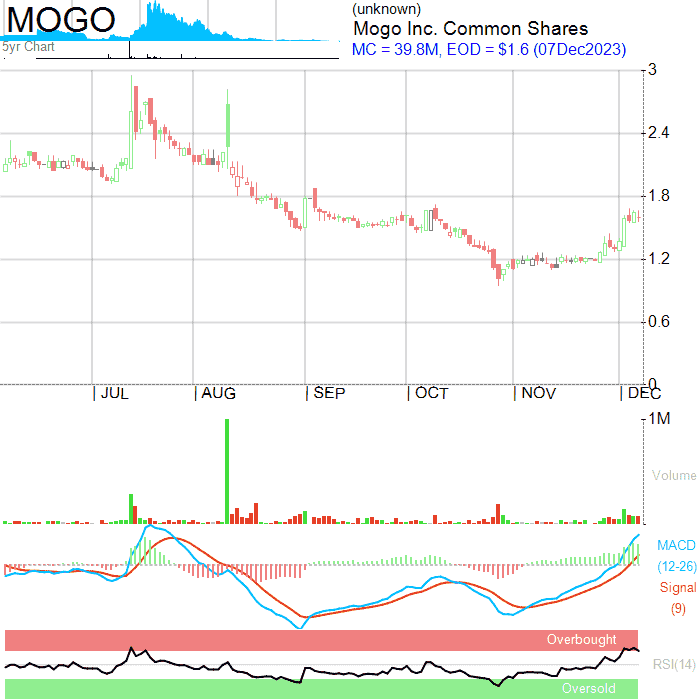 MOGO
5yr Chart
(unknown)
Mogo Inc. Common Shares
MC = 39.8M, EOD = $1.6 (07Dec2023)
3
2.4
1.8
1.2
0.6
0
| JUL | AUG | SEP | OCT | NOV | DEC
1M
Volume
MACD
(12-26)
Signal
(9)
Overbought
RSI(14)
Oversold